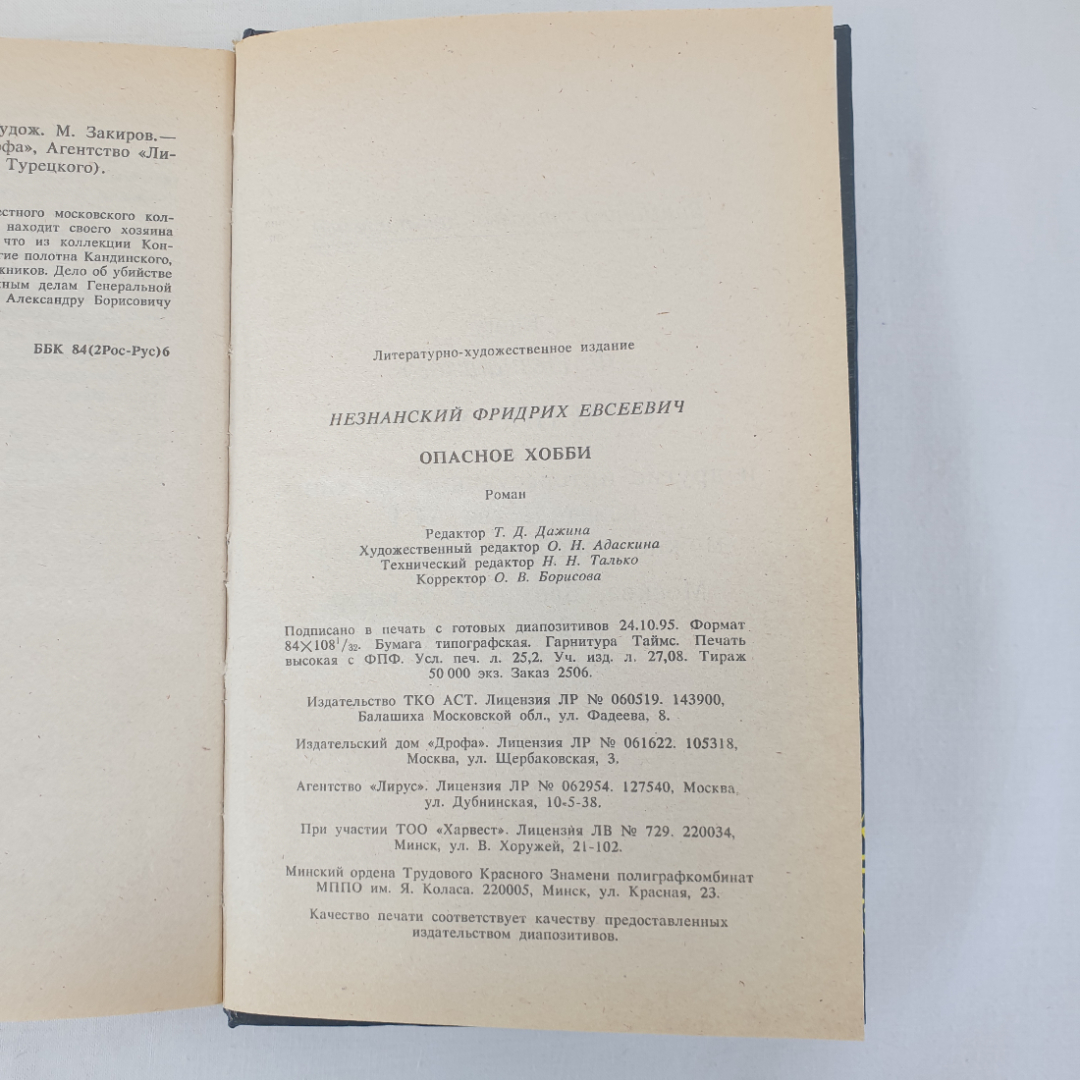 удож. М. Закиров.—
фа», Агентство «Ли-
Турецкого).
естного московского кол-
находит своего хозяина
что из коллекции Кон-
гие полотна Кандинского,
жников. Дело об убийстве
ным делам Генеральной
Александру Борисовичу
ББК 84(2Рос-Рус)6
Литературно-художественное издание
НЕЗНАНСКИЙ ФРИДРИХ ЕВСЕЕВИЧ
ОПАСНОЕ ХОББИ
Роман
Редактор Т. Д. Дажина
Художественный редактор О. Н. Адаскина
Технический редактор Н. Н. Талько
Корректор О. В. Борисова
Подписано в печать с готовых диапозитивов 24.10.95. Формат
84×108¹/₃₂. Бумага типографская. Гарнитура Таймс. Печать
высокая с ФПФ. Усл. печ. л. 25,2. Уч. изд. л. 27,08. Тираж
50 000 экз. Заказ 2506.
Издательство ТКО АСТ. Лицензия ЛР № 060519. 143900,
Балашиха Московской обл., ул. Фадеева, 8.
Издательский дом «Дрофа». Лицензия ЛР № 061622. 105318,
Москва, ул. Щербаковская, 3.
Агентство «Лирус». Лицензия ЛР № 062954. 127540, Москва,
ул. Дубнинская, 10-5-38.
При участии ТОО «Харвест». Лицензия ЛВ № 729. 220034,
Минск, ул. В. Хоружей, 21-102.
Минский ордена Трудового Красного Знамени полиграфкомбинат
МППО им. Я. Коласа. 220005, Минск, ул. Красная, 23.
Качество печати соответствует качеству предоставленных
издательством диапозитивов.